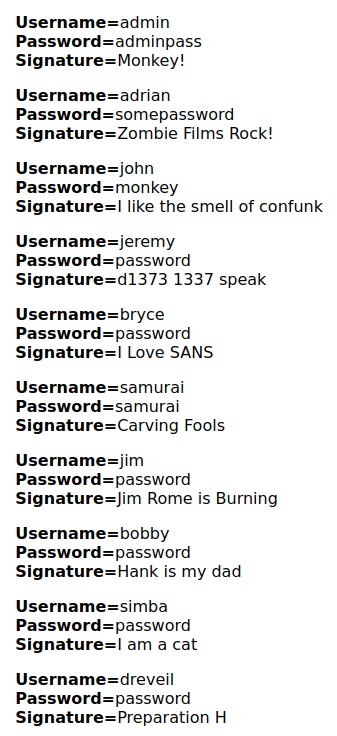 Username=admin
Password=adminpass
Signature=Monkey!
Username=adrian
Password=somepassword
Signature=Zombie Films Rock!
Username=john
Password=monkey
Signature=I like the smell of confunk
Username=jeremy
Password=password
Signature=d1373 1337 speak
Username=bryce
Password=password
Signature=I Love SANS
Username=samurai
Password=samurai
Signature=Carving Fools
Username=jim
Password=password
Signature=Jim Rome is Burning
Username=bobby
Password=password
Signature=Hank is my dad
Username=simba
Password=password
Signature=I am a cat
Username=dreveil
Password=password
Signature=Preparation H